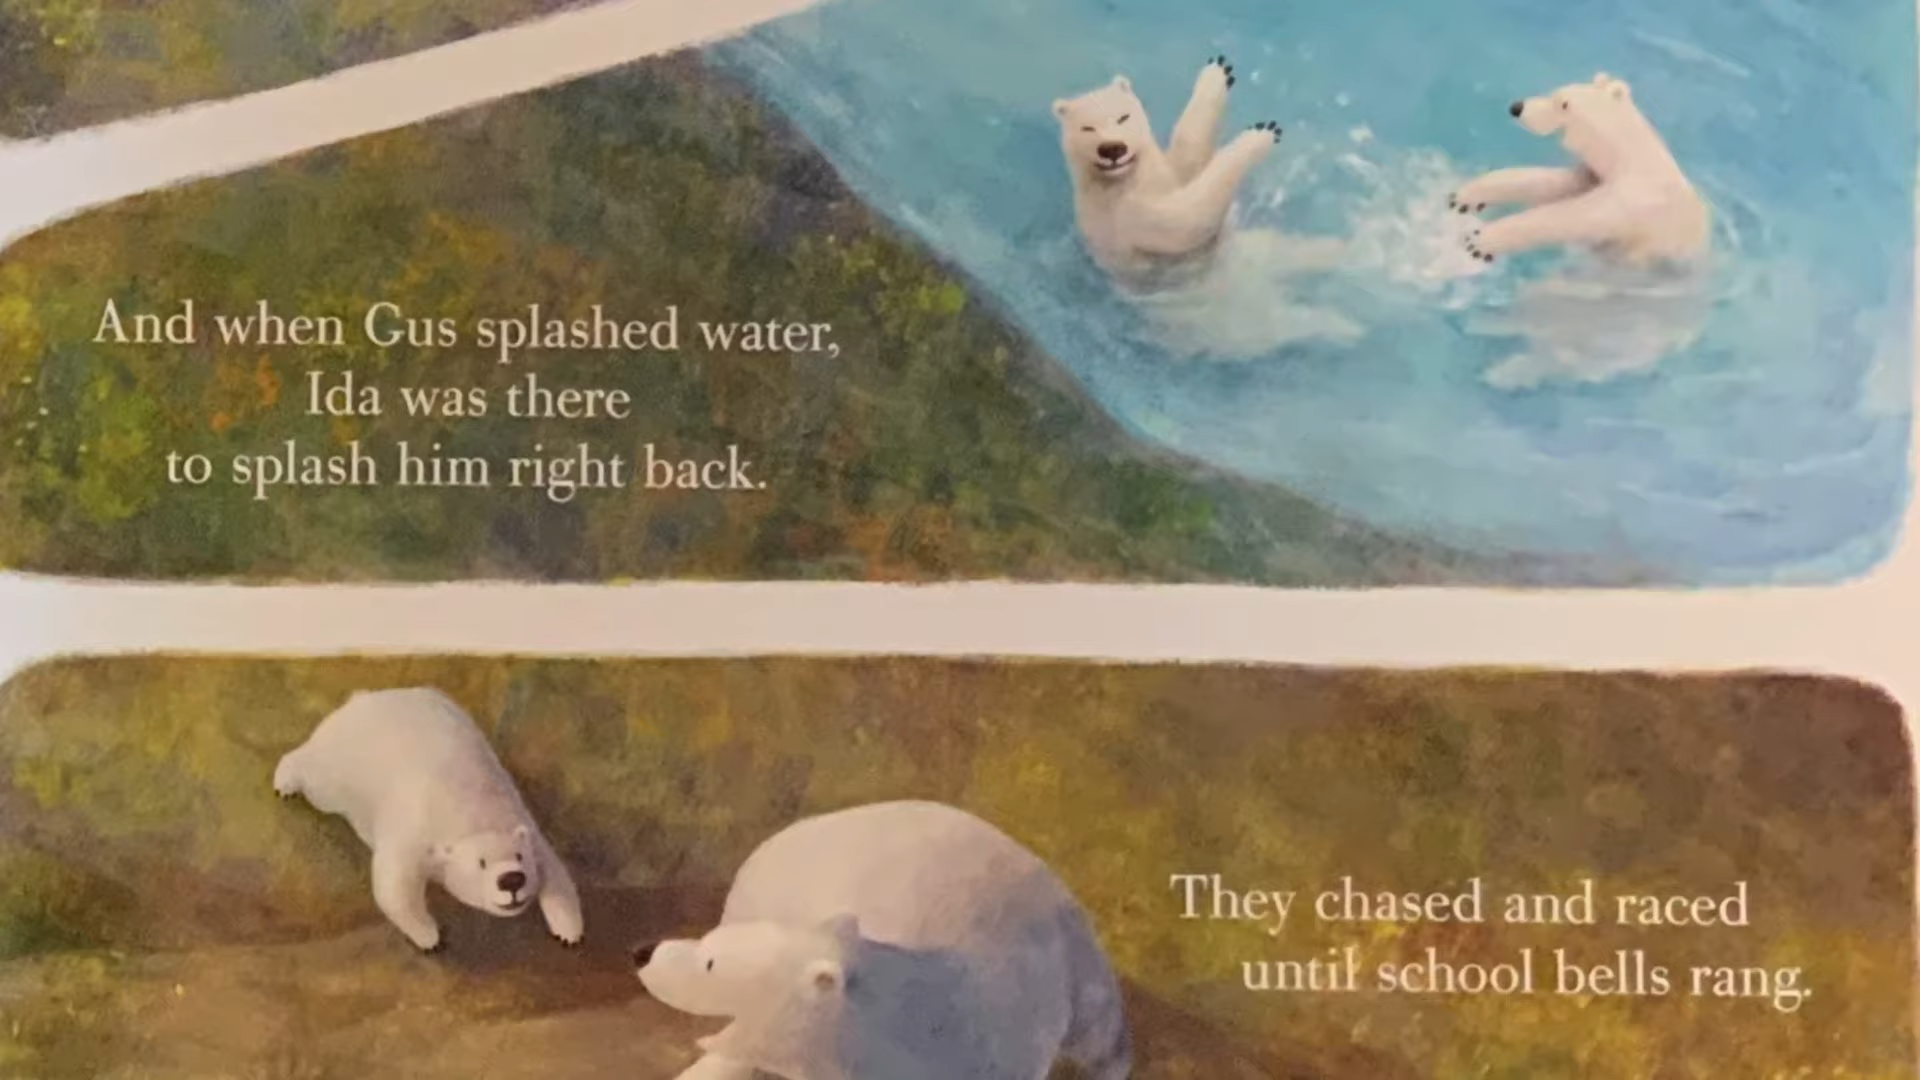 And when Gus splashed water,
Ida was there
to splash him right back.
They chased and raced
until school bells rang.